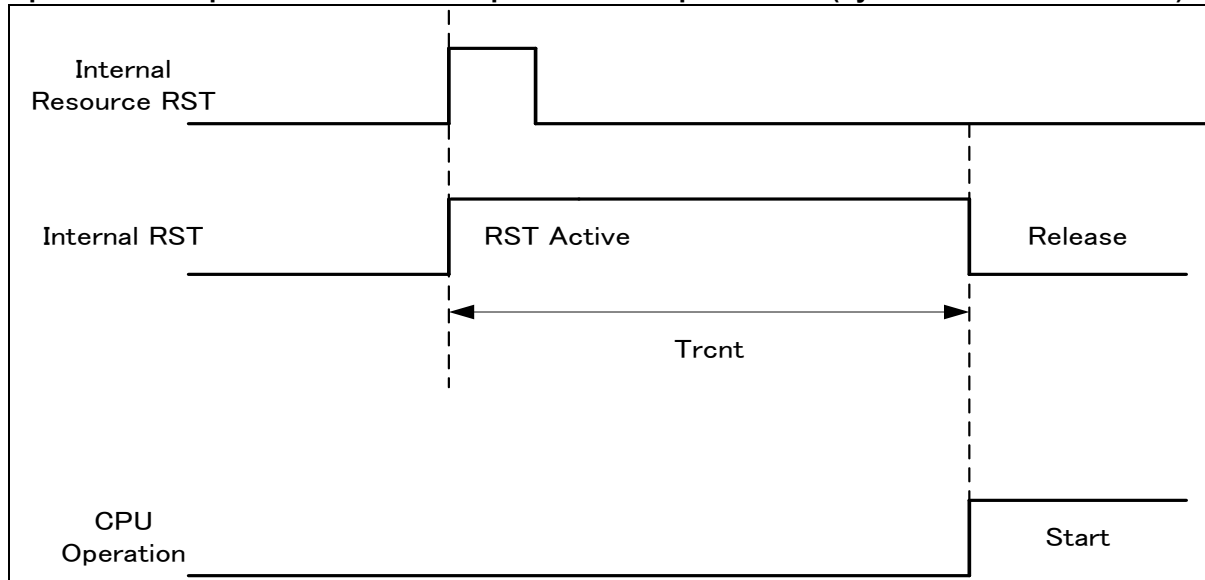 Internal
Resource RST
Internal RST
RST Active
Release
Trcnt
CPU
Operation
Start